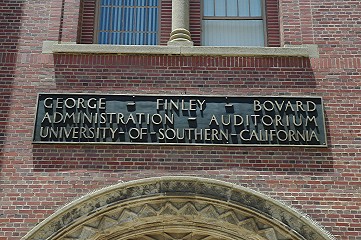 GEORGE - FINLEY - BOVARD
ADMINISTRATION - AUDITORIUM
UNIVERSITY-OF-SOUTHERN-CALIFORNIA